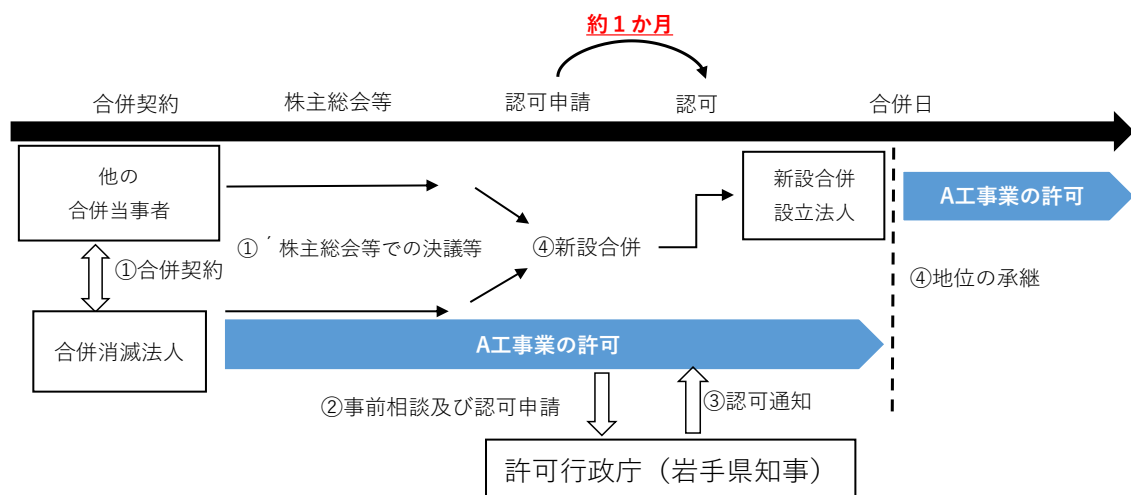 約1か月
合併契約
株主総会等
認可申請
認可
合併日
他の
合併当事者
新設合併
設立法人
A工事業の許可
①合併契約
①´株主総会等での決議等
④新設合併
④地位の承継
合併消滅法人
A工事業の許可
②事前相談及び認可申請
③認可通知
許可行政庁（岩手県知事）